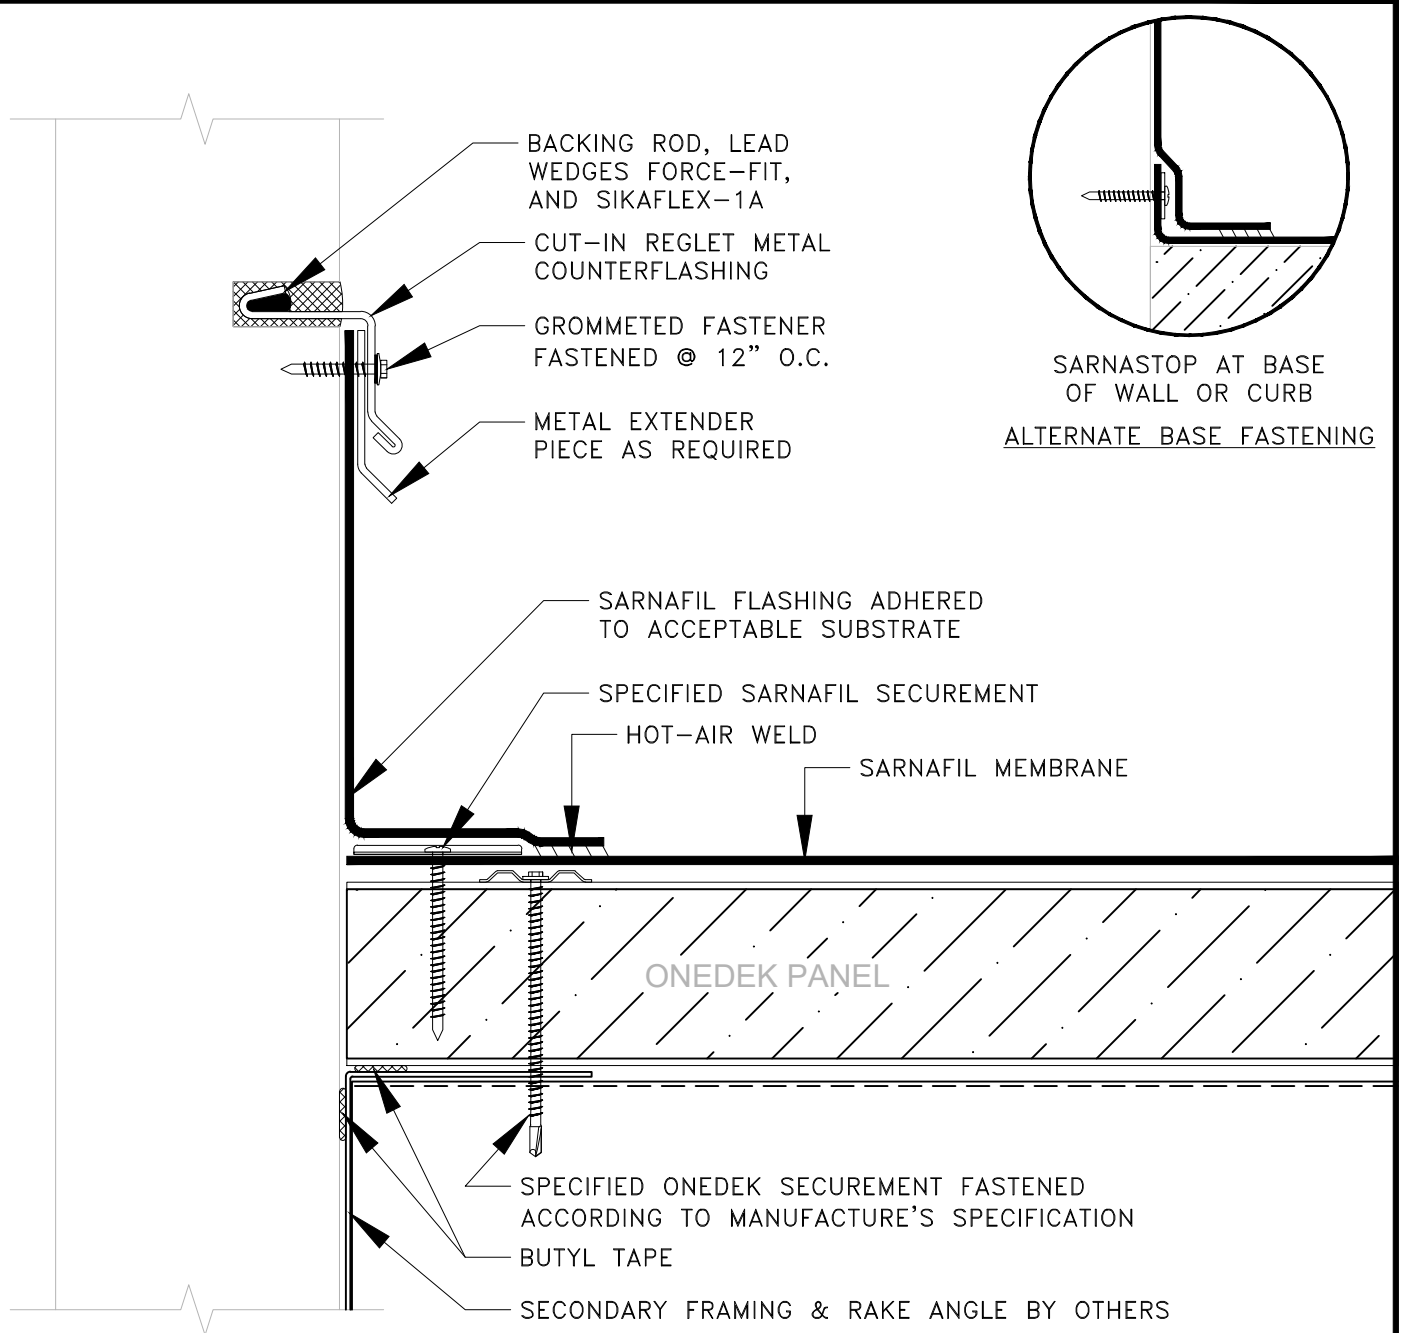 BACKING ROD, LEAD
WEDGES FORCE-FIT,
AND SIKAFLEX-1A
CUT-IN REGLET METAL
COUNTERFLASHING
GROMMETED FASTENER
FASTENED @ 12” O.C.
METAL EXTENDER
PIECE AS REQUIRED
SARNASTOP AT BASE
OF WALL OR CURB
ALTERNATE BASE FASTENING
SARNAFIL FLASHING ADHERED
TO ACCEPTABLE SUBSTRATE
SPECIFIED SARNAFIL SECUREMENT
HOT-AIR WELD
SARNAFIL MEMBRANE
ONEDEK PANEL
SPECIFIED ONEDEK SECUREMENT FASTENED
ACCORDING TO MANUFACTURE’S SPECIFICATION
BUTYL TAPE
SECONDARY FRAMING & RAKE ANGLE BY OTHERS